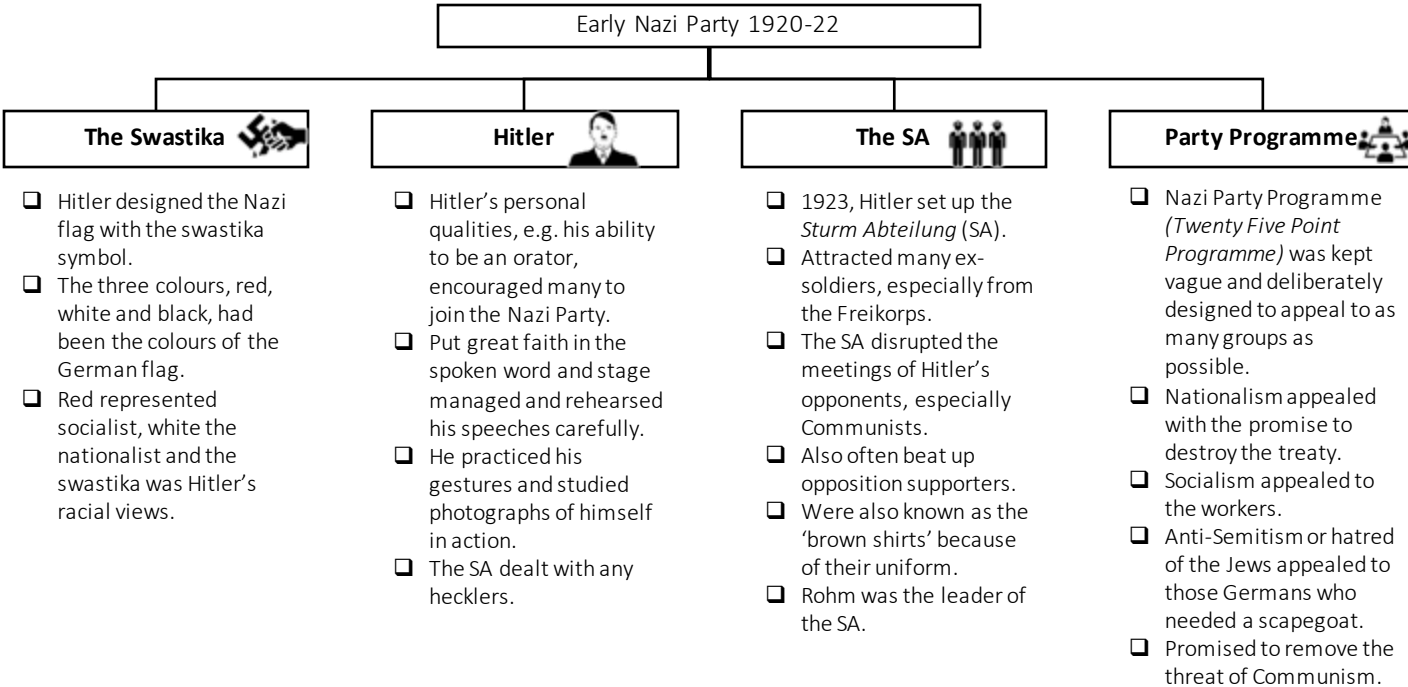 Early Nazi Party 1920-22
The Swastika
❑ Hitler designed the Nazi
flag with the swastika
symbol.
❑ The three colours, red,
white and black, had
been the colours of the
German flag.
❑ Red represented
socialist, white the
nationalist and the
swastika was Hitler's
racial views.
Hitler
❑ Hitler's personal
qualities, e.g. his ability
to be an orator,
encouraged many to
join the Nazi Party.
❑ Put great faith in the
spoken word and stage
managed and rehearsed
his speeches carefully.
❑ He practiced his
gestures and studied
photographs of himself
in action.
❑ The SA dealt with any
hecklers.
The SA
❑ 1923, Hitler set up the
Sturm Abteilung (SA).
❑ Attracted many ex-
soldiers, especially from
the Freikorps.
❑ The SA disrupted the
meetings of Hitler's
opponents, especially
Communists.
❑ Also often beat up
opposition supporters.
❑ Were also known as the
'brown shirts' because
of their uniform.
❑ Rohm was the leader of
the SA.
Party Programme
❑ Nazi Party Programme
(Twenty Five Point
Programme) was kept
vague and deliberately
designed to appeal to as
many groups as
possible.
❑ Nationalism appealed
with the promise to
destroy the treaty.
❑ Socialism appealed to
the workers.
❑ Anti-Semitism or hatred
of the Jews appealed to
those Germans who
needed a scapegoat.
❑ Promised to remove the
threat of Communism.